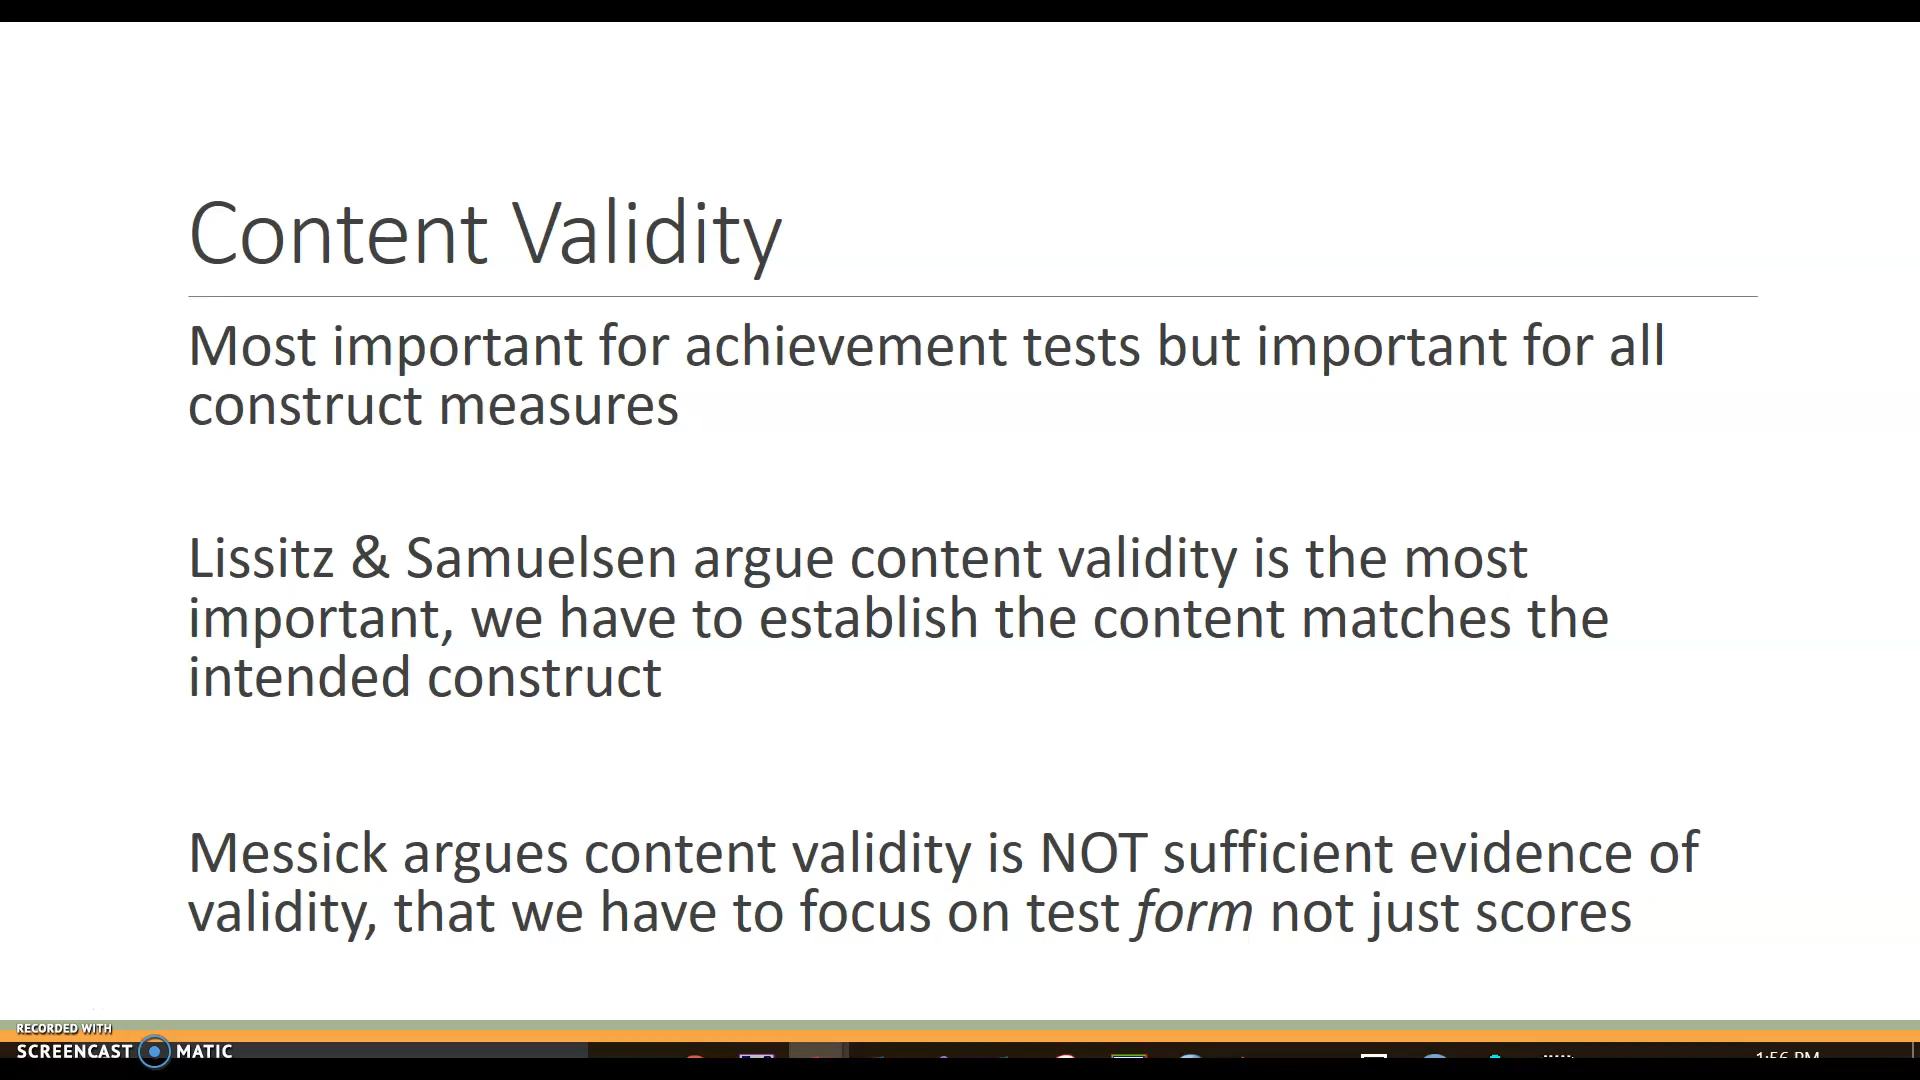 Content Validity
Most important for achievement tests but important for all
construct measures
Lissitz & Samuelsen argue content validity is the most
important, we have to establish the content matches the
intended construct
Messick argues content validity is NOT sufficient evidence of
validity, that we have to focus on test form not just scores
RECORDED WITH
SCREENCAST MATIC
1:56 PM